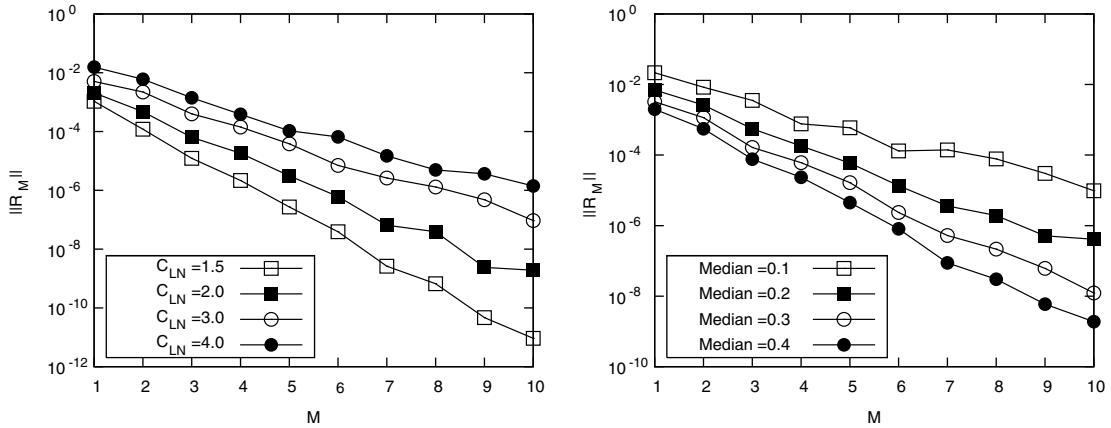 10^0
10^-2
10^-4
10^-6
10^-8
10^-10
10^-12
||R_M||
C_LN =1.5
C_LN =2.0
C_LN =3.0
C_LN =4.0
1 2 3 4 5 6 7 8 9 10
M
10^0
10^-2
10^-4
10^-6
10^-8
10^-10
||R_M||
Median =0.1
Median =0.2
Median =0.3
Median =0.4
1 2 3 4 5 6 7 8 9 10
M